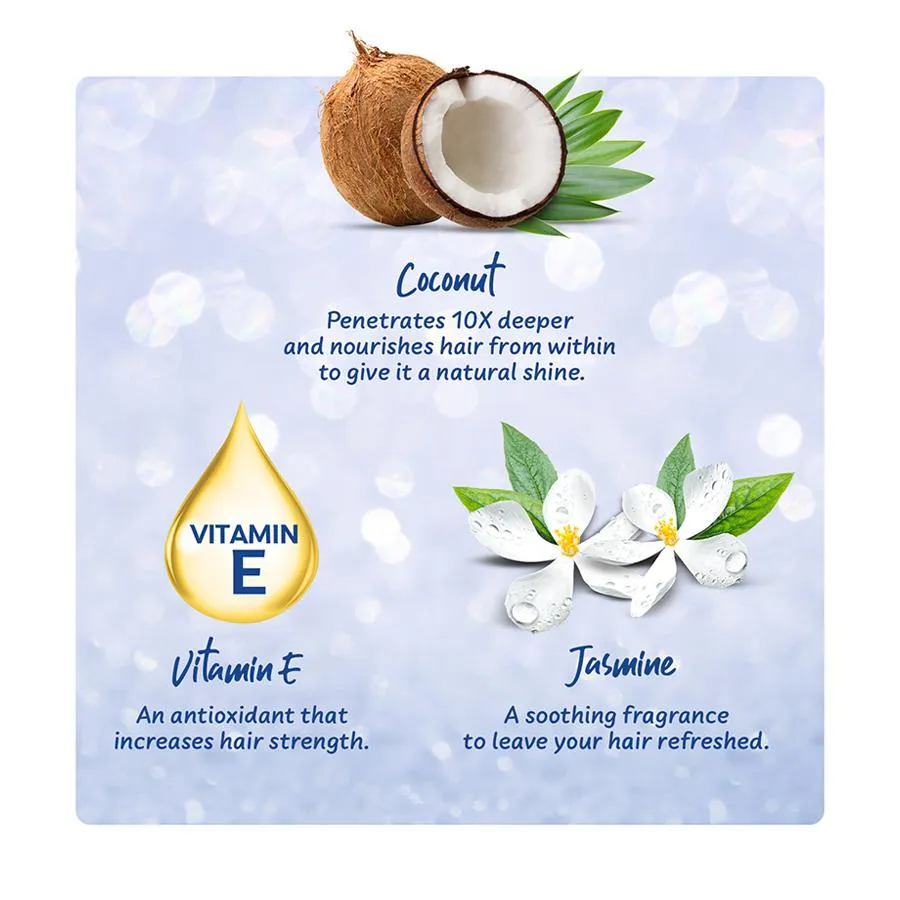 Coconut
Penetrates 10X deeper
and nourishes hair from within
to give it a natural shine.
VITAMIN
E
Vitamin E
An antioxidant that
increases hair strength.
Jasmine
A soothing fragrance
to leave your hair refreshed.